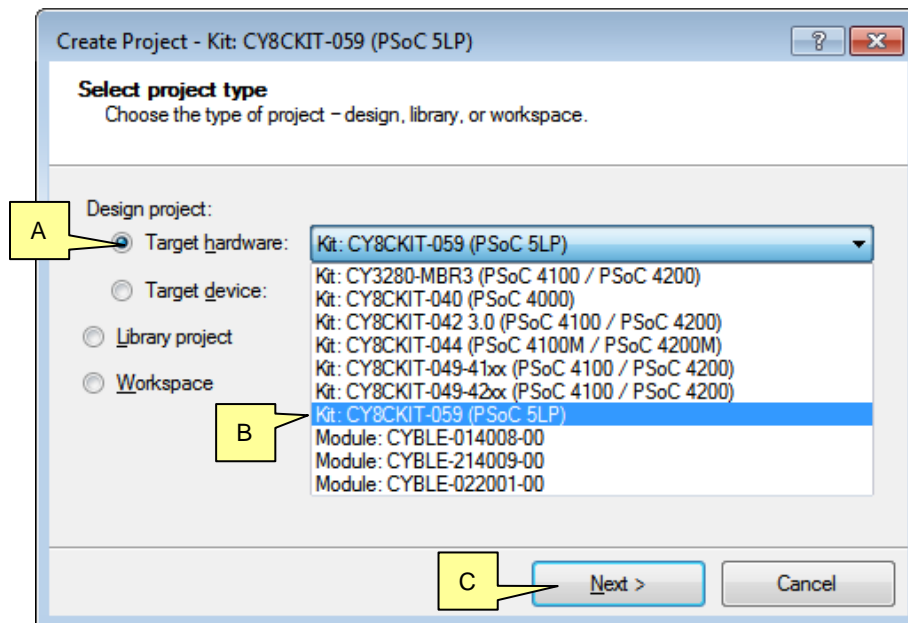 Create Project - Kit: CY8CKIT-059 (PSoC 5LP)
Select project type
Choose the type of project – design, library, or workspace.
Design project:
A
Target hardware:
Kit: CY8CKIT-059 (PSoC 5LP)
Kit: CY3280-MBR3 (PSoC 4100 / PSoC 4200)
Kit: CY8CKIT-040 (PSoC 4000)
Target device:
Kit: CY8CKIT-042 3.0 (PSoC 4100 / PSoC 4200)
Library project
Kit: CY8CKIT-044 (PSoC 4100M / PSoC 4200M)
Kit: CY8CKIT-049-41xx (PSoC 4100 / PSoC 4200)
Workspace
Kit: CY8CKIT-049-42xx (PSoC 4100 / PSoC 4200)
Kit: CY8CKIT-059 (PSoC 5LP)
B
Module: CYBLE-014008-00
Module: CYBLE-214009-00
Module: CYBLE-022001-00
C
Next >
Cancel